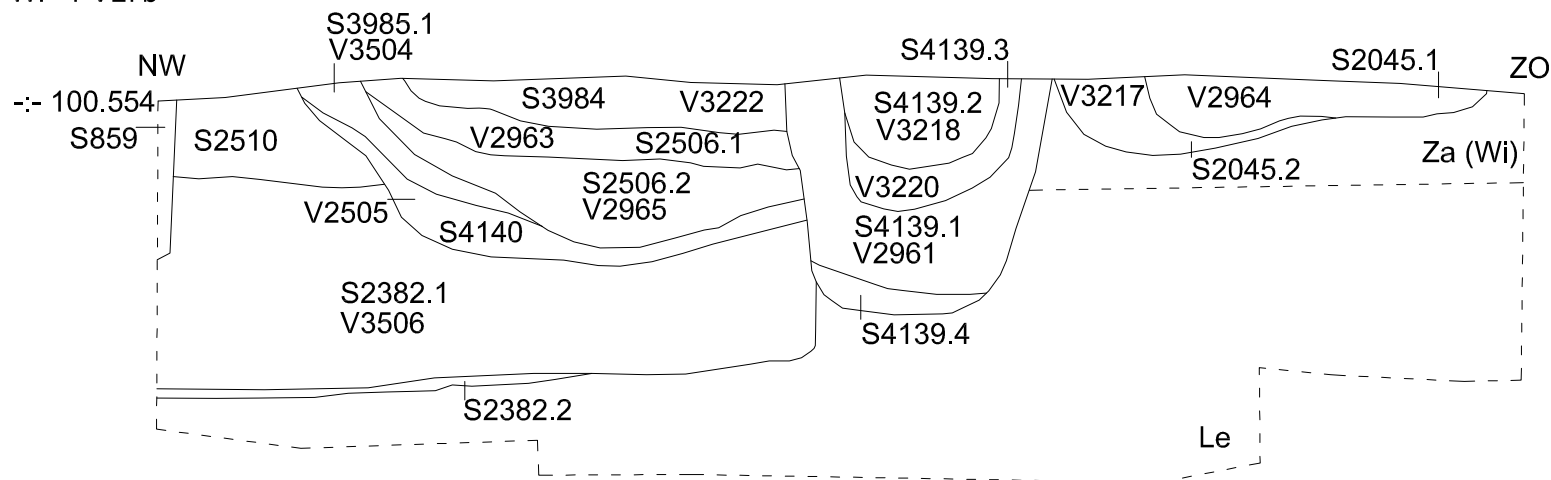 S3985.1
V3504
S4139.3
S2045.1
NW
ZO
-:- 100.554
S3984
V3222
S4139.2
V3218
V3217
V2964
S859
S2510
V2963
S2506.1
Za (Wi)
S2045.2
S2506.2
V2965
V3220
V2505
S4140
S4139.1
V2961
S2382.1
V3506
S4139.4
S2382.2
Le